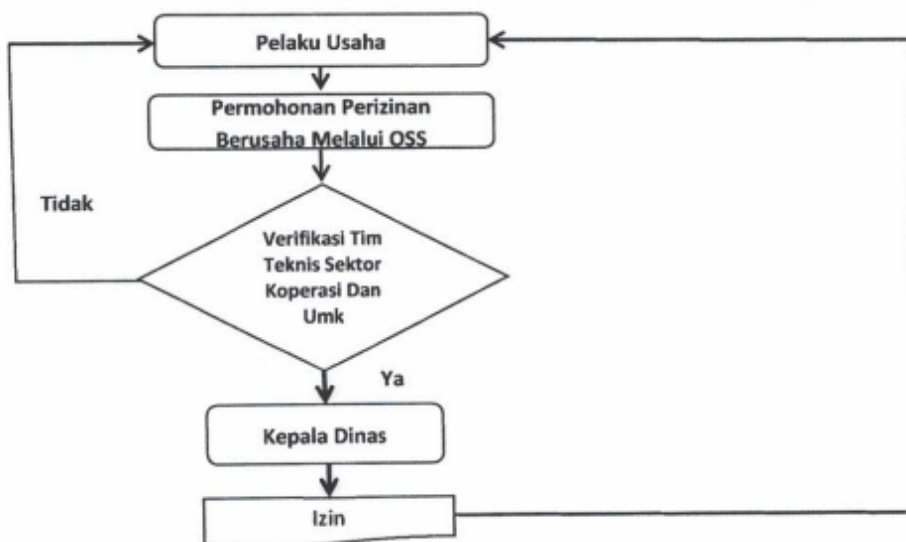 Pelaku Usaha
Permohonan Perizinan
Berusaha Melalui OSS
Tidak
Verifikasi Tim
Teknis Sektor
Koperasi Dan
Umk
Ya
Kepala Dinas
Izin